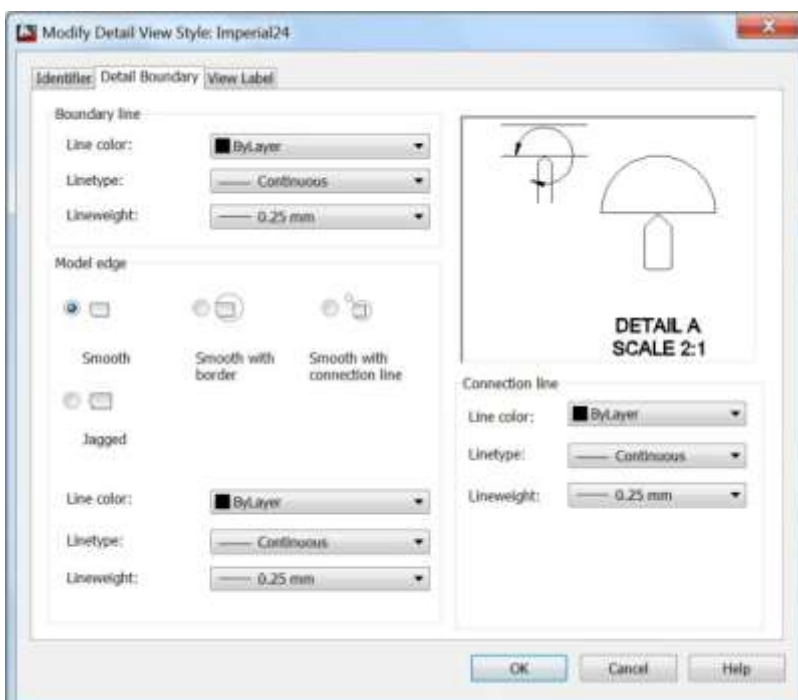 Modify Detail View Style: Imperial24
Identifier Detail Boundary View Label
Boundary line
Line color: ByLayer
Linetype: Continuous
Lineweight: 0.25 mm
Model edge
Smooth
Smooth with border
Smooth with connection line
Jagged
Line color: ByLayer
Linetype: Continuous
Lineweight: 0.25 mm
DETAIL A
SCALE 2:1
Connection line
Line color: ByLayer
Linetype: Continuous
Lineweight: 0.25 mm
OK Cancel Help